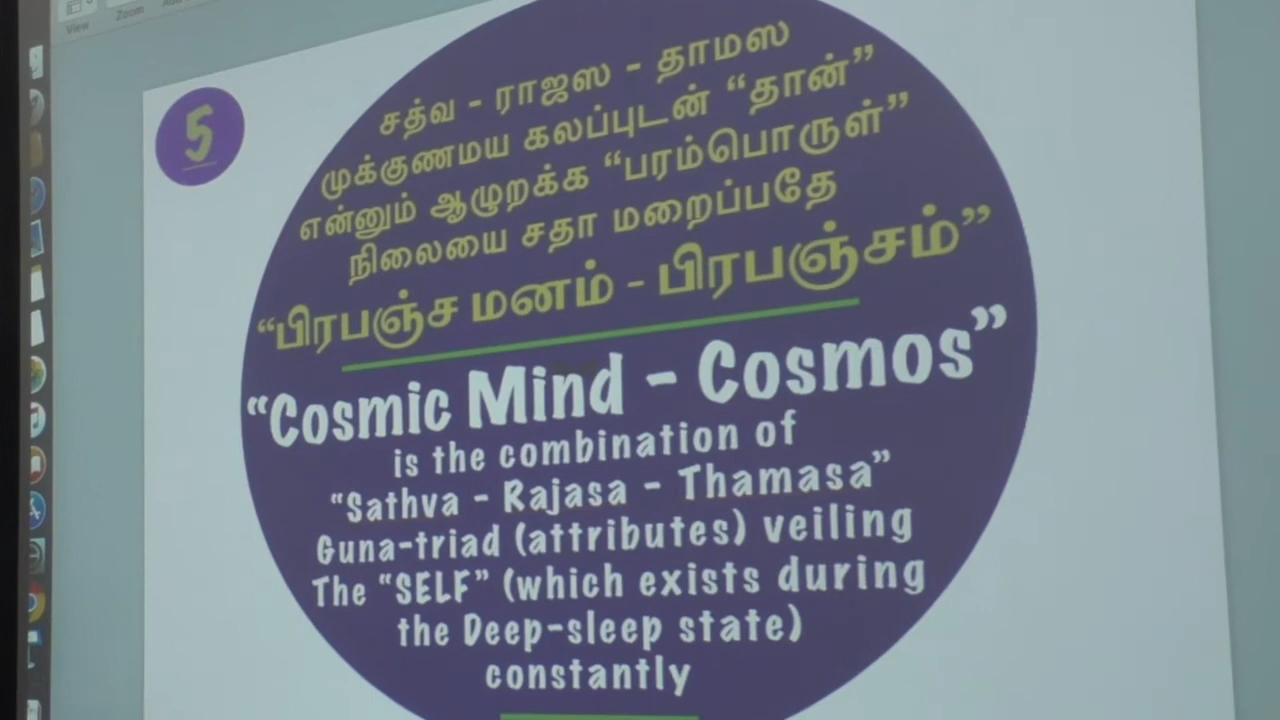 View
Zoom
5
சத்வ - ராஜஸ - தாமஸ
முக்குணமய கலப்புடன் “தான்”
என்னும் ஆழுறக்க “பரம்பொருள்”
நிலையை சதா மறைப்பதே
“பிரபஞ்ச மனம் - பிரபஞ்சம்”
“Cosmic Mind - Cosmos”
is the combination of
“Sathva - Rajasa - Thamasa”
Guna-triad (attributes) veiling
The “SELF” (which exists during
the Deep-sleep state)
constantly